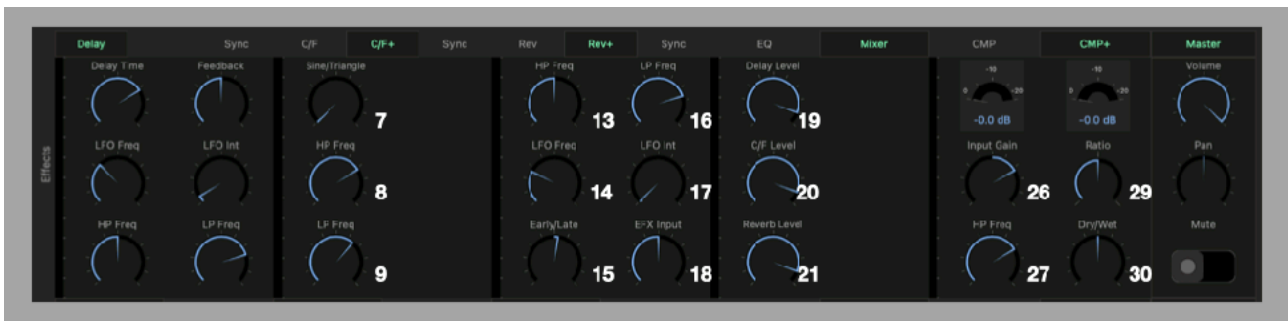 Delay Sync C/F C/F+ Sync Rev Rev+ Sync EQ Mixer CMP CMP+ Master
Effects
Delay Time Feedback Sine/Triangle HP Freq LP Freq Delay Level -10 -10 Volume
0 -20 0 -20
7 13 16 19 -0.0 dB -0.0 dB
LFO Freq LFO Int HP Freq LFO Freq LFO Int C/F Level Input Gain Ratio Pan
8 14 17 20 26 29
HP Freq LP Freq LP Freq Early/Late EFX Input Reverb Level HP Freq Dry/Wet Mute
9 15 18 21 27 30